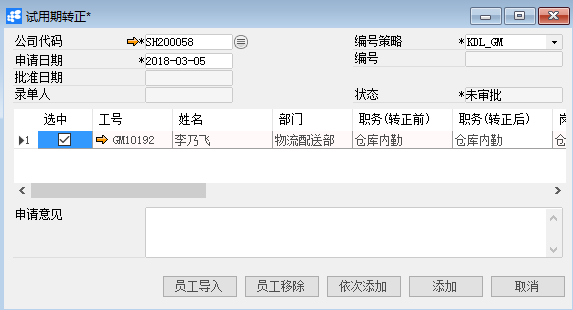 试用期转正*
公司代码 *SH200058 编号策略 *KDL_GM
申请日期 *2018-03-05 编号
批准日期
录单人 状态 *未审批
选中 工号 姓名 部门 职务(转正前) 职务(转正后)
1 GM10192 李乃飞 物流配送部 仓库内勤 仓库内勤
申请意见
员工导入 员工移除 依次添加 添加 取消